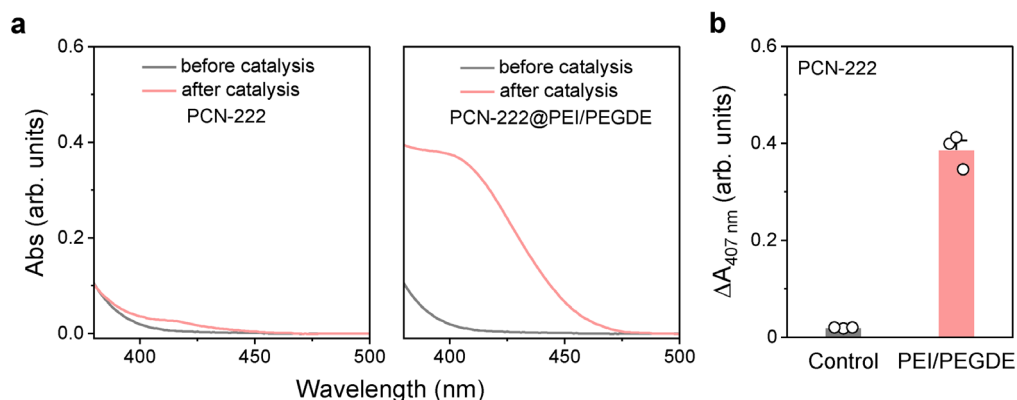 a
0.6
0.4
0.2
0.0
Abs (arb. units)
before catalysis
after catalysis
PCN-222
400
450
500
before catalysis
after catalysis
PCN-222@PEI/PEGDE
400
450
500
Wavelength (nm)
b
0.6
0.4
0.2
0
ΔA407 nm (arb. units)
PCN-222
Control
PEI/PEGDE